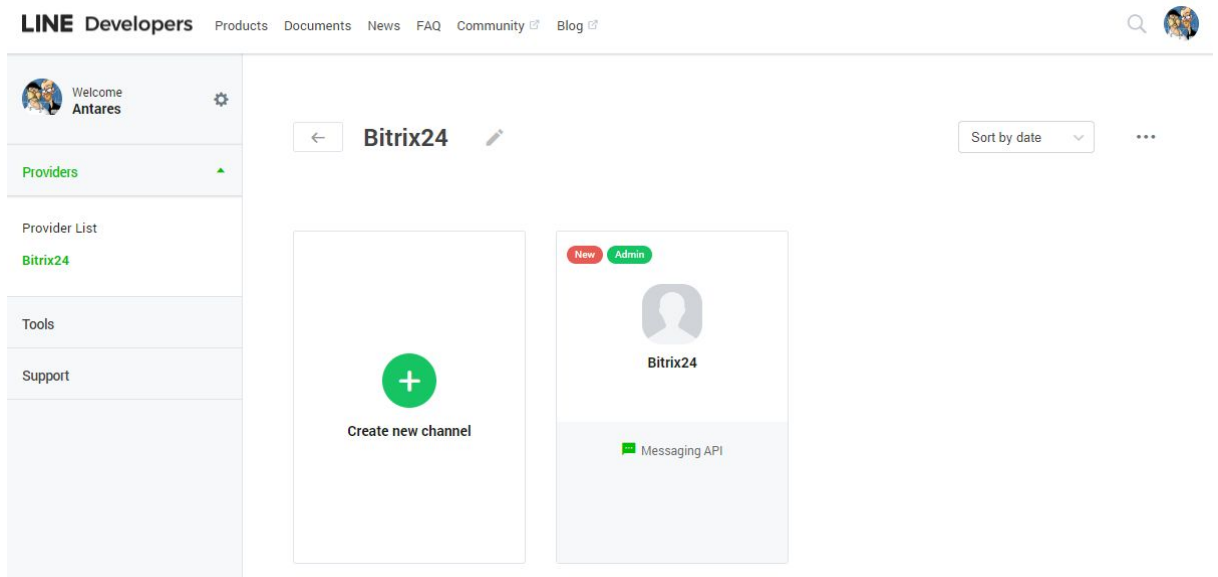 LINE Developers Products Documents News FAQ Community Blog
Welcome
Antares
Providers
Provider List
Bitrix24
Tools
Support
Bitrix24
Sort by date
Create new channel
New Admin
Bitrix24
Messaging API